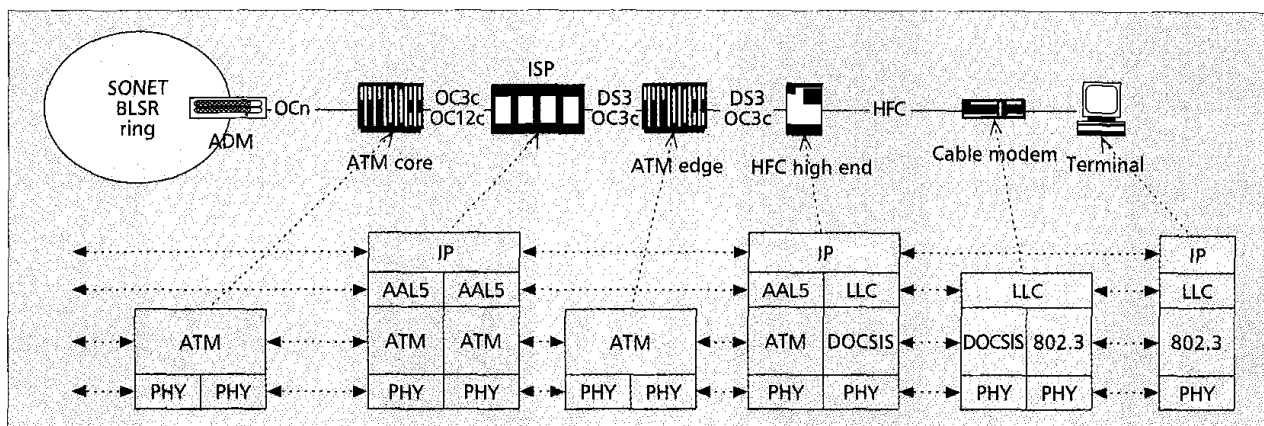 SONET
BLSR
ring
ADM
OCn
ATM core
OC3c
OC12c
ISP
DS3
OC3c
ATM edge
DS3
OC3c
HFC high end
HFC
Cable modem
Terminal
IP IP IP
AAL5 AAL5 AAL5 LLC LLC LLC
ATM ATM ATM ATM ATM DOCSIS DOCSIS 802.3 802.3
PHY PHY PHY PHY PHY PHY PHY PHY PHY PHY PHY